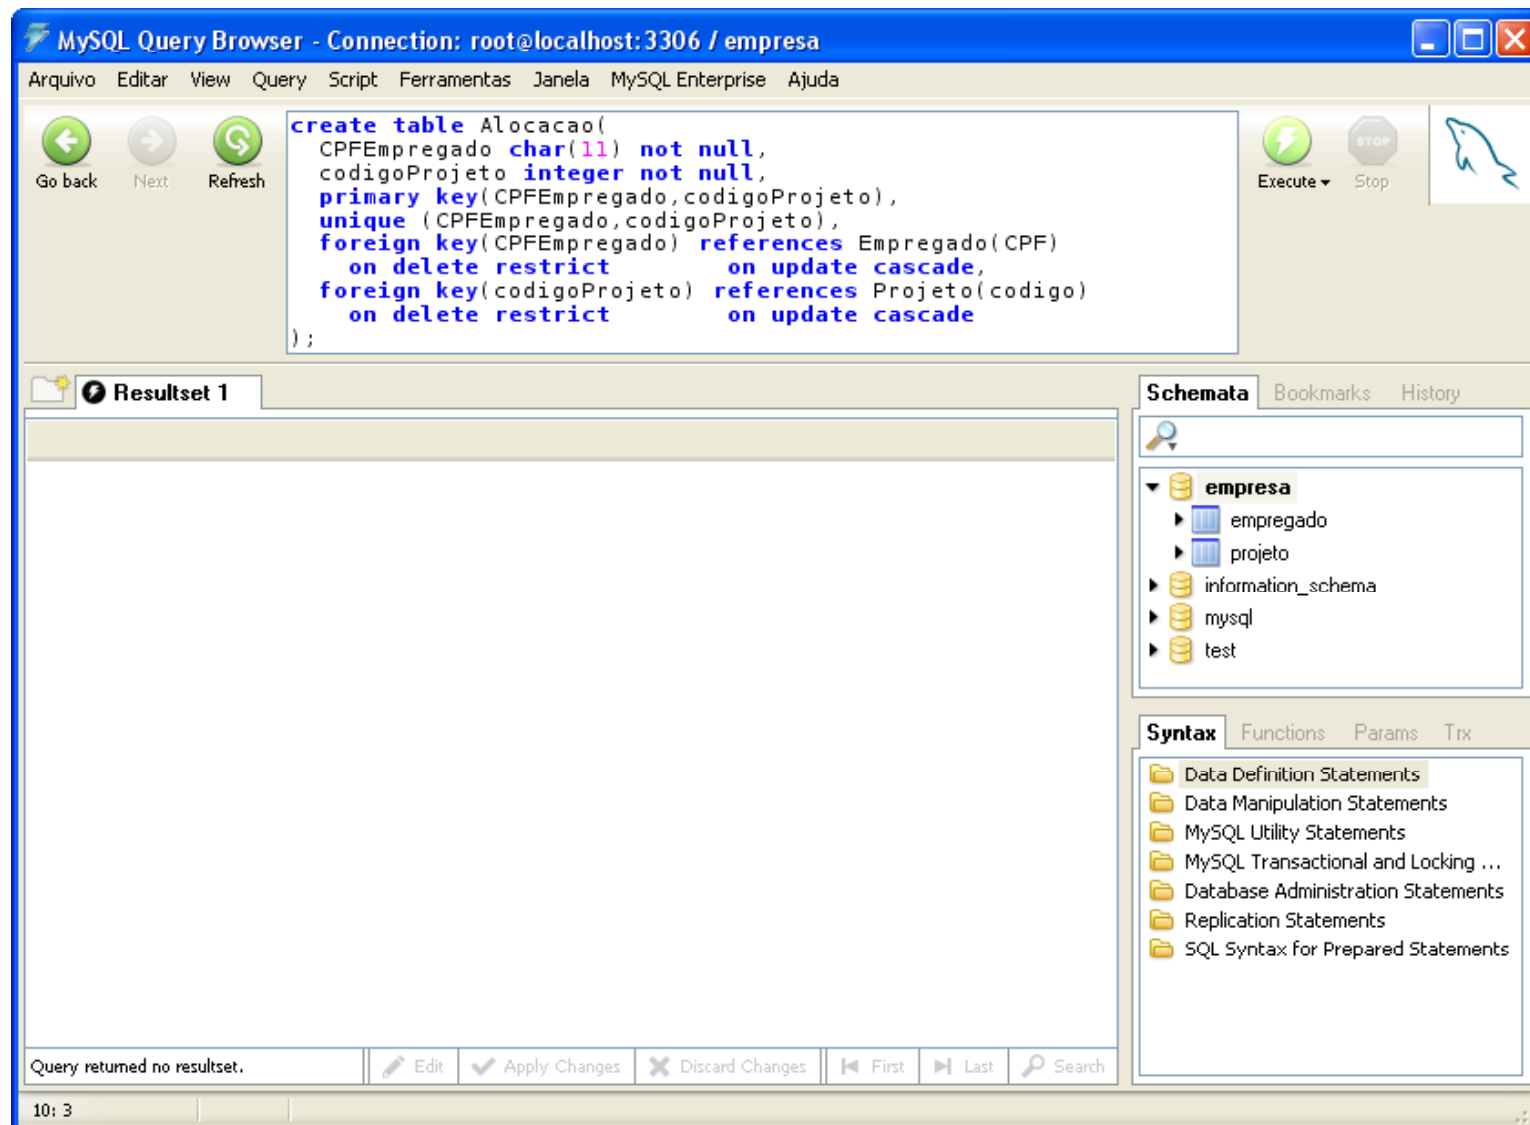 MySQL Query Browser - Connection: root@localhost:3306 / empresa
Arquivo Editar View Query Script Ferramentas Janela MySQL Enterprise Ajuda
Go back Next Refresh
create table Alocacao(
CPFEmpregado char(11) not null,
codigoProjeto integer not null,
primary key(CPFEmpregado,codigoProjeto),
unique (CPFEmpregado,codigoProjeto),
foreign key(CPFEmpregado) references Empregado(CPF)
on delete restrict on update cascade,
foreign key(codigoProjeto) references Projeto(codigo)
on delete restrict on update cascade
);
Execute STOP Stop
Resultset 1
Schemata Bookmarks History
empresa
empregado
projeto
information_schema
mysql
test
Syntax Functions Params Trx
Data Definition Statements
Data Manipulation Statements
MySQL Utility Statements
MySQL Transactional and Locking ...
Database Administration Statements
Replication Statements
SQL Syntax for Prepared Statements
Query returned no resultset. Edit Apply Changes Discard Changes First Last Search
10: 3